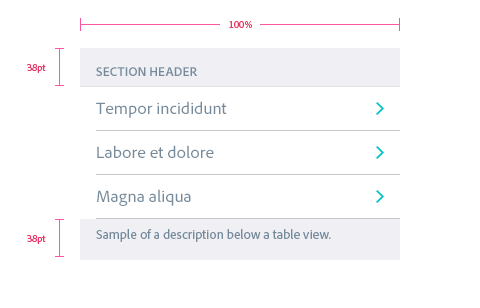 100%
38pt
SECTION HEADER
Tempor incididunt
Labore et dolore
Magna aliqua
38pt
Sample of a description below a table view.